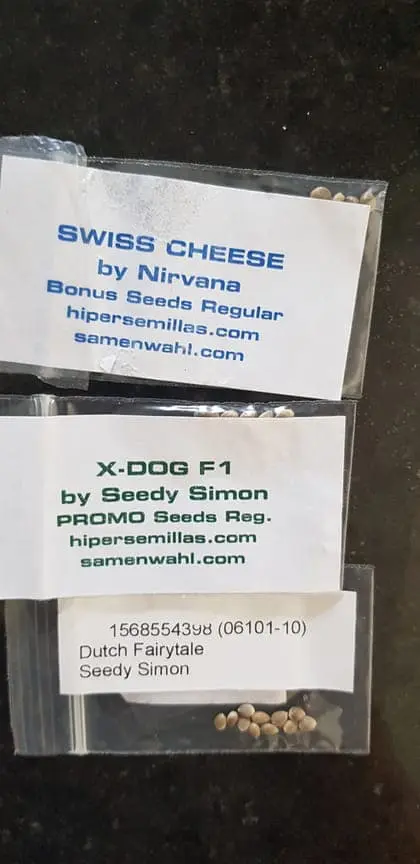 SWISS CHEESE
by Nirvana
Bonus Seeds Regular
hipersemillas.com
samenwahl.com
X-DOG F1
by Seedy Simon
PROMO Seeds Reg.
hipersemillas.com
samenwahl.com
1568554398 (06101-10)
Dutch Fairytale
Seedy Simon